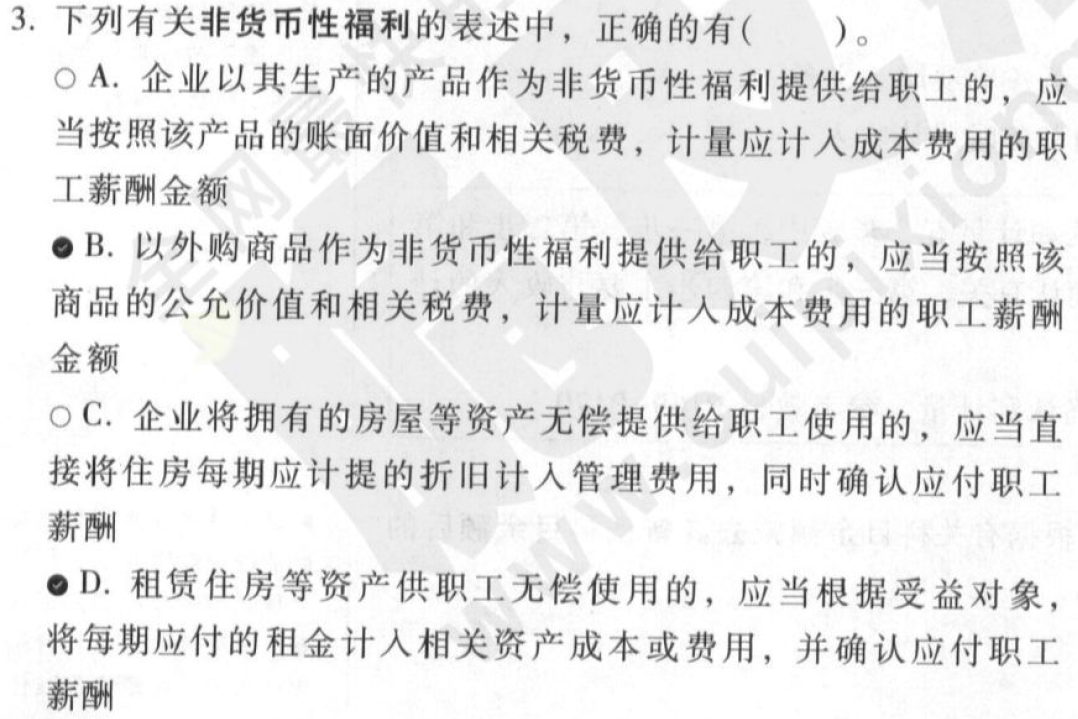 3. 下列有关非货币性福利的表述中，正确的有(　　)。
○ A. 企业以其生产的产品作为非货币性福利提供给职工的，应
当按照该产品的账面价值和相关税费，计量应计入成本费用的职
工薪酬金额
B. 以外购商品作为非货币性福利提供给职工的，应当按照该
商品的公允价值和相关税费，计量应计入成本费用的职工薪酬
金额
○ C. 企业将拥有的房屋等资产无偿提供给职工使用的，应当直
接将住房每期应计提的折旧计入管理费用，同时确认应付职工
薪酬
D. 租赁住房等资产供职工无偿使用的，应当根据受益对象，
将每期应付的租金计入相关资产成本或费用，并确认应付职工
薪酬